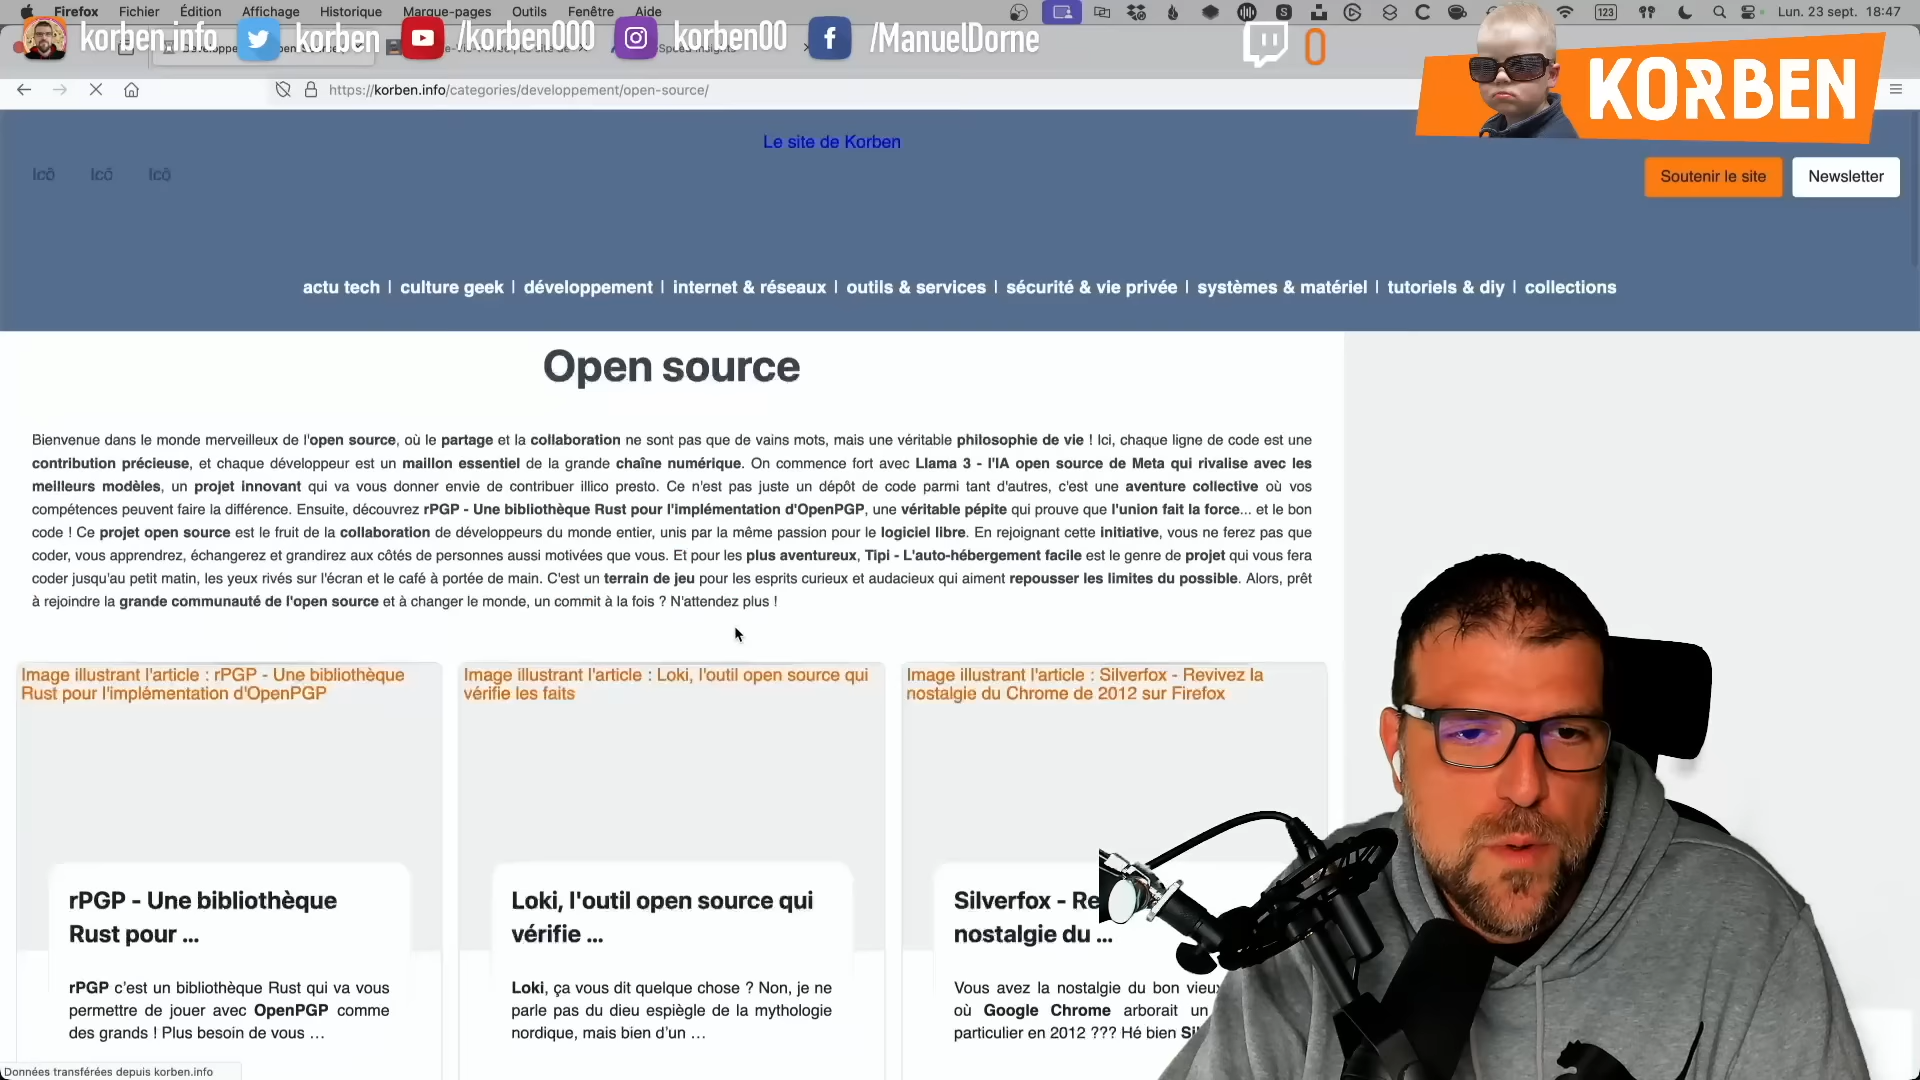 Firefox Fichier Édition Affichage Historique Marque-pages Outils Fenêtre Aide
123
Lun. 23 sept. 18:47
korben.info
korben
/korben000
korben00
/ManuelDorne
0
KORBEN
https://korben.info/categories/developpement/open-source/
Le site de Korben
Icô Icô Icô
Soutenir le site
Newsletter
actu tech | culture geek | développement | internet & réseaux | outils & services | sécurité & vie privée | systèmes & matériel | tutoriels & diy | collections
Open source
Bienvenue dans le monde merveilleux de l'open source, où le partage et la collaboration ne sont pas que de vains mots, mais une véritable philosophie de vie ! Ici, chaque ligne de code est une
contribution précieuse, et chaque développeur est un maillon essentiel de la grande chaîne numérique. On commence fort avec Llama 3 - l'IA open source de Meta qui rivalise avec les
meilleurs modèles, un projet innovant qui va vous donner envie de contribuer illico presto. Ce n'est pas juste un dépôt de code parmi tant d'autres, c'est une aventure collective où vos
compétences peuvent faire la différence. Ensuite, découvrez rPGP - Une bibliothèque Rust pour l'implémentation d'OpenPGP, une véritable pépite qui prouve que l'union fait la force... et le bon
code ! Ce projet open source est le fruit de la collaboration de développeurs du monde entier, unis par la même passion pour le logiciel libre. En rejoignant cette initiative, vous ne ferez pas que
coder, vous apprendrez, échangerez et grandirez aux côtés de personnes aussi motivées que vous. Et pour les plus aventureux, Tipi - L'auto-hébergement facile est le genre de projet qui vous fera
coder jusqu'au petit matin, les yeux rivés sur l'écran et le café à portée de main. C'est un terrain de jeu pour les esprits curieux et audacieux qui aiment repousser les limites du possible. Alors, prêt
à rejoindre la grande communauté de l'open source et à changer le monde, un commit à la fois ? N'attendez plus !
Image illustrant l'article : rPGP - Une bibliothèque
Rust pour l'implémentation d'OpenPGP
rPGP - Une bibliothèque
Rust pour ...
rPGP c'est un bibliothèque Rust qui va vous
permettre de jouer avec OpenPGP comme
des grands ! Plus besoin de vous …
Image illustrant l'article : Loki, l'outil open source qui
vérifie les faits
Loki, l'outil open source qui
vérifie ...
Loki, ça vous dit quelque chose ? Non, je ne
parle pas du dieu espiègle de la mythologie
nordique, mais bien d'un …
Image illustrant l'article : Silverfox - Revivez la
nostalgie du Chrome de 2012 sur Firefox
Silverfox - Re
nostalgie du ...
Vous avez la nostalgie du bon vieux
où Google Chrome arborait un
particulier en 2012 ??? Hé bien Sil
Données transférées depuis korben.info